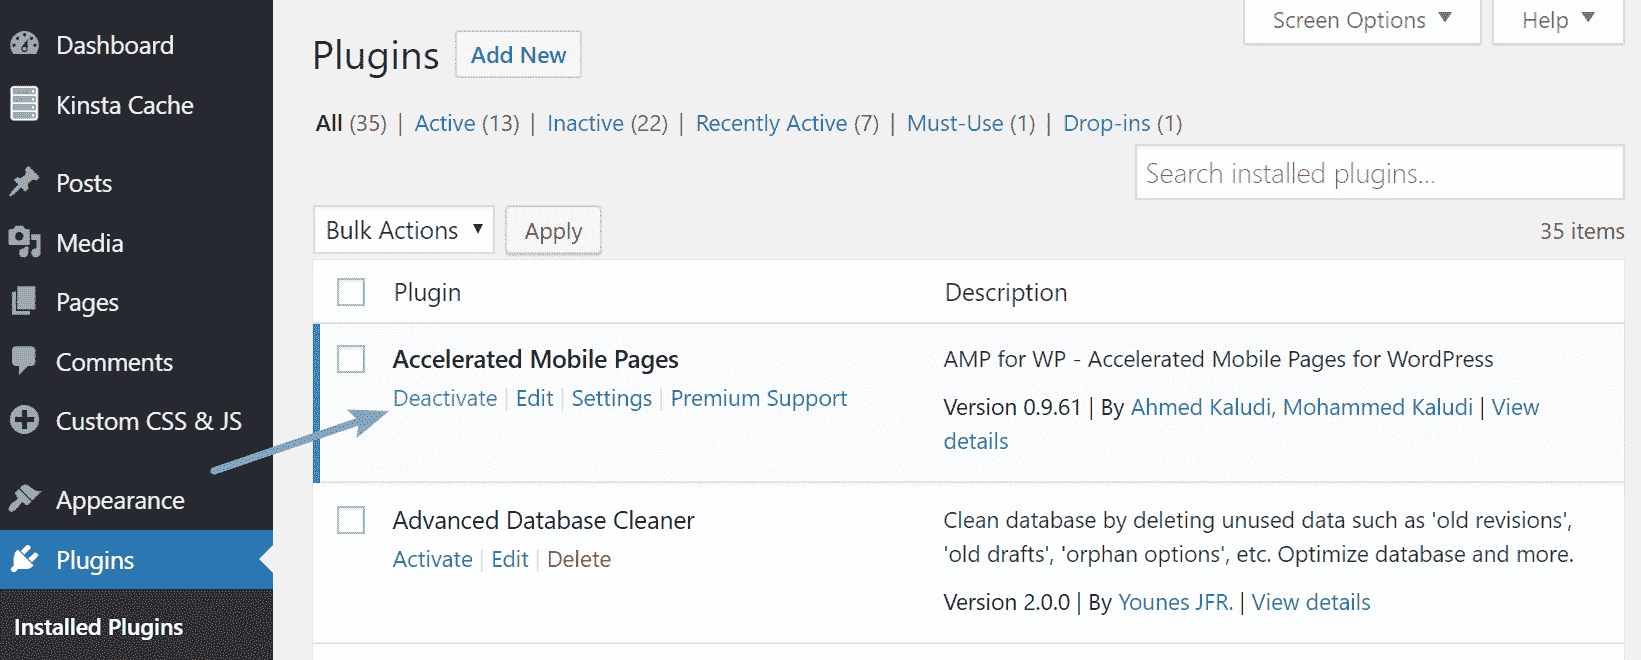 Screen Options ▼
Help ▼
Dashboard
Kinsta Cache
Posts
Media
Pages
Comments
Custom CSS & JS
Appearance
Plugins
Installed Plugins
Plugins Add New
All (35) | Active (13) | Inactive (22) | Recently Active (7) | Must-Use (1) | Drop-ins (1)
Search installed plugins...
Bulk Actions ▼ Apply
35 items
Plugin Description
Accelerated Mobile Pages
Deactivate | Edit | Settings | Premium Support
AMP for WP - Accelerated Mobile Pages for WordPress
Version 0.9.61 | By Ahmed Kaludi, Mohammed Kaludi | View
details
Advanced Database Cleaner
Activate | Edit | Delete
Clean database by deleting unused data such as 'old revisions',
'old drafts', 'orphan options', etc. Optimize database and more.
Version 2.0.0 | By Younes JFR. | View details